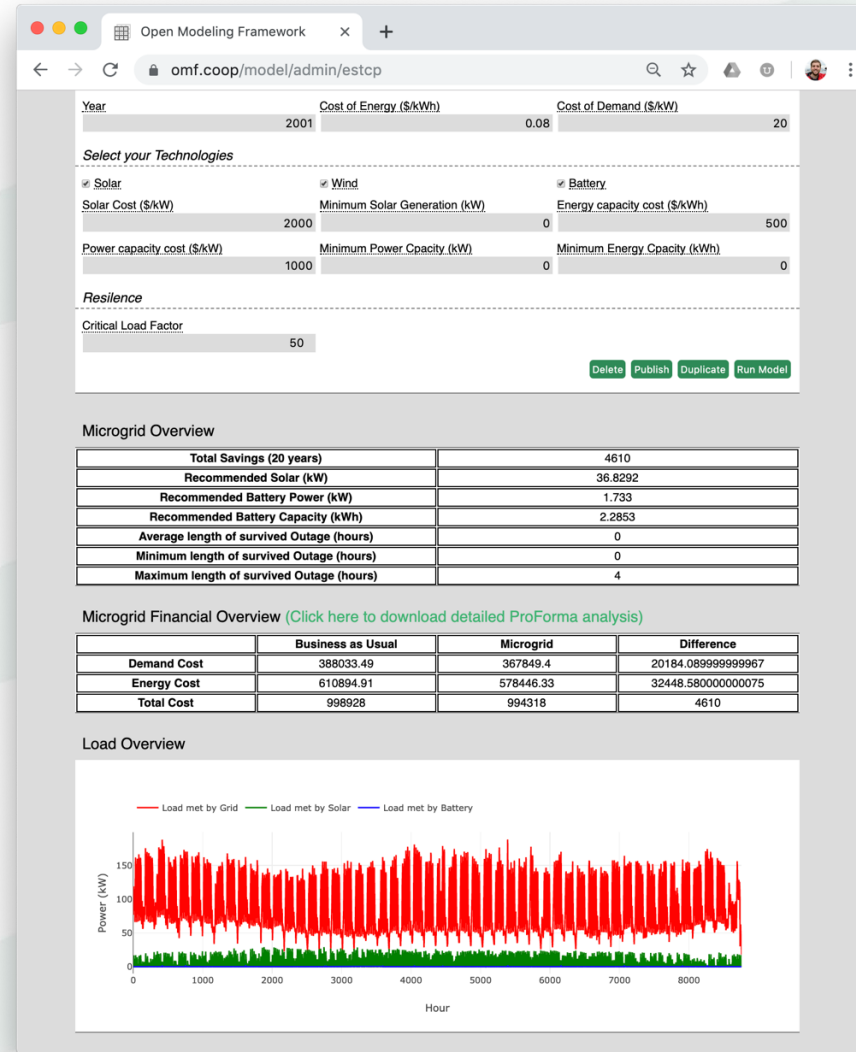 Open Modeling Framework
omf.coop/model/admin/estcp
Year Cost of Energy ($/kWh) Cost of Demand ($/kW)
2001 0.08 20
Select your Technologies
Solar Wind Battery
Solar Cost ($/kW) Minimum Solar Generation (kW) Energy capacity cost ($/kWh)
2000 0 500
Power capacity cost ($/kW) Minimum Power Cpacity (kW) Minimum Energy Cpacity (kWh)
1000 0 0
Resilence
Critical Load Factor
50
Delete Publish Duplicate Run Model
Microgrid Overview
Total Savings (20 years) 4610
Recommended Solar (kW) 36.8292
Recommended Battery Power (kW) 1.733
Recommended Battery Capacity (kWh) 2.2853
Average length of survived Outage (hours) 0
Minimum length of survived Outage (hours) 0
Maximum length of survived Outage (hours) 4
Microgrid Financial Overview (Click here to download detailed ProForma analysis)
Business as Usual Microgrid Difference
Demand Cost 388033.49 367849.4 20184.089999999967
Energy Cost 610894.91 578446.33 32448.580000000075
Total Cost 998928 994318 4610
Load Overview
Load met by Grid Load met by Solar Load met by Battery
Power (kW)
150
100
50
0
0 1000 2000 3000 4000 5000 6000 7000 8000
Hour